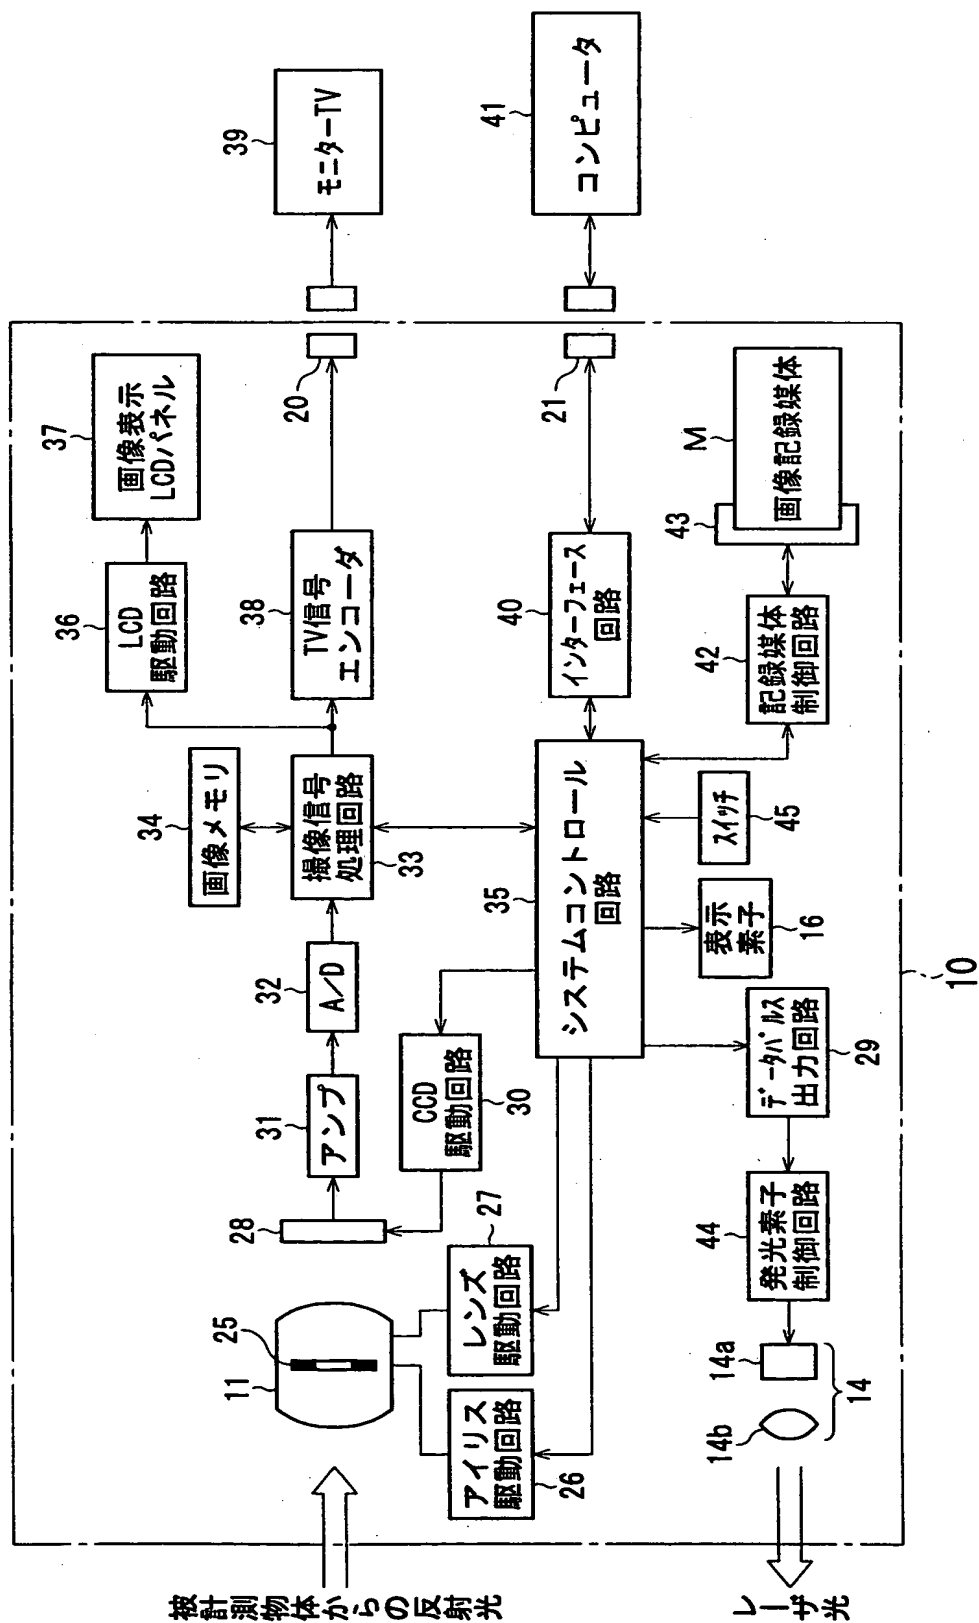 被計測物体からの反射光
11
25
アイリス
駆動回路
26
レンズ
駆動回路
27
28
アンプ
31
A/D
32
CCD
駆動回路
30
画像メモリ
34
撮像信号
処理回路
33
LCD
駆動回路
36
画像表示
LCDパネル
37
TV信号
エンコーダ
38
20
モニターTV
39
システムコントロール
回路
35
インターフェース
回路
40
21
コンピュータ
41
レーザ光
14b
14a
14
発光素子
制御回路
44
データパルス
出力回路
29
表示
素子
16
スイッチ
45
記録媒体
制御回路
42
43
画像記録媒体
M
10